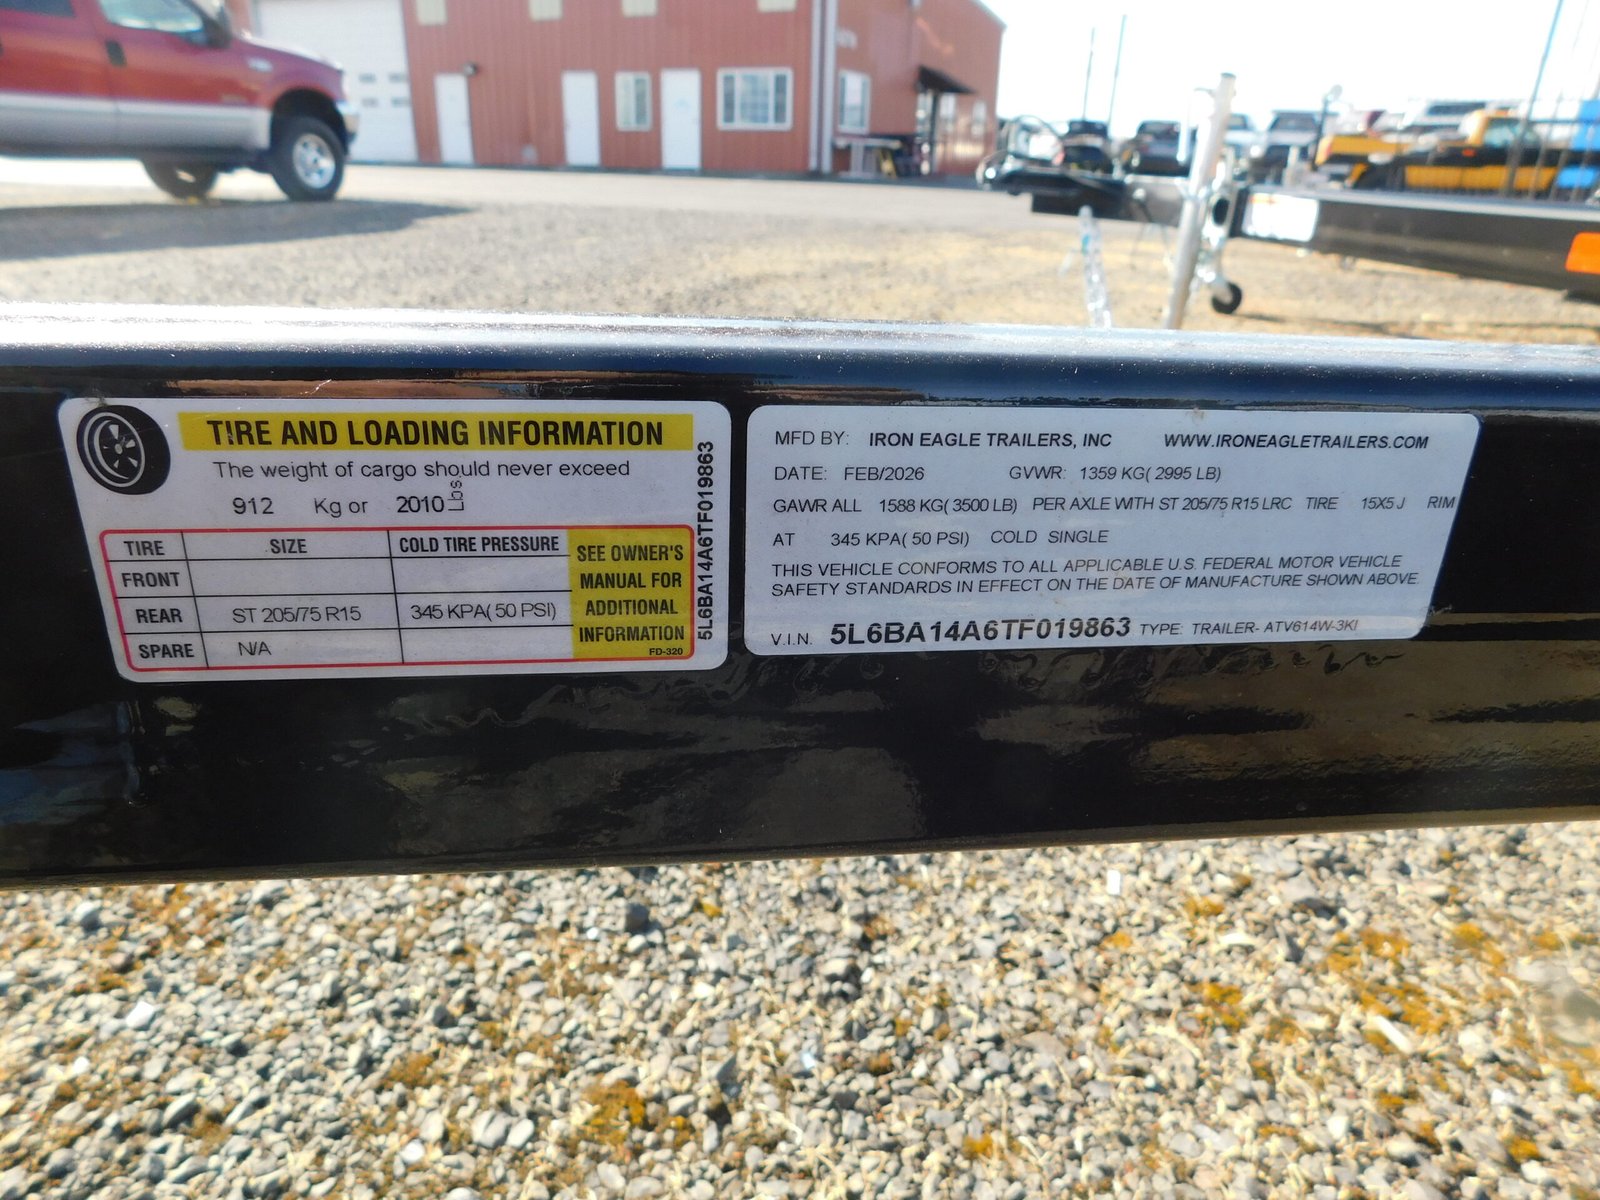 TIRE AND LOADING INFORMATION
The weight of cargo should never exceed
912 Kg or 2010 Lbs.
TIRE SIZE COLD TIRE PRESSURE
FRONT
REAR ST 205/75 R15 345 KPA( 50 PSI)
SPARE N/A
SEE OWNER'S
MANUAL FOR
ADDITIONAL
INFORMATION
FD-320
5L6BA14A6TF019863
MFD BY: IRON EAGLE TRAILERS, INC WWW.IRONEAGLETRAILERS.COM
DATE: FEB/2026 GVWR: 1359 KG( 2995 LB)
GAWR ALL 1588 KG( 3500 LB) PER AXLE WITH ST 205/75 R15 LRC TIRE 15X5 J RIM
AT 345 KPA( 50 PSI) COLD SINGLE
THIS VEHICLE CONFORMS TO ALL APPLICABLE U.S. FEDERAL MOTOR VEHICLE
SAFETY STANDARDS IN EFFECT ON THE DATE OF MANUFACTURE SHOWN ABOVE.
V.I.N. 5L6BA14A6TF019863 TYPE: TRAILER- ATV614W-3KI